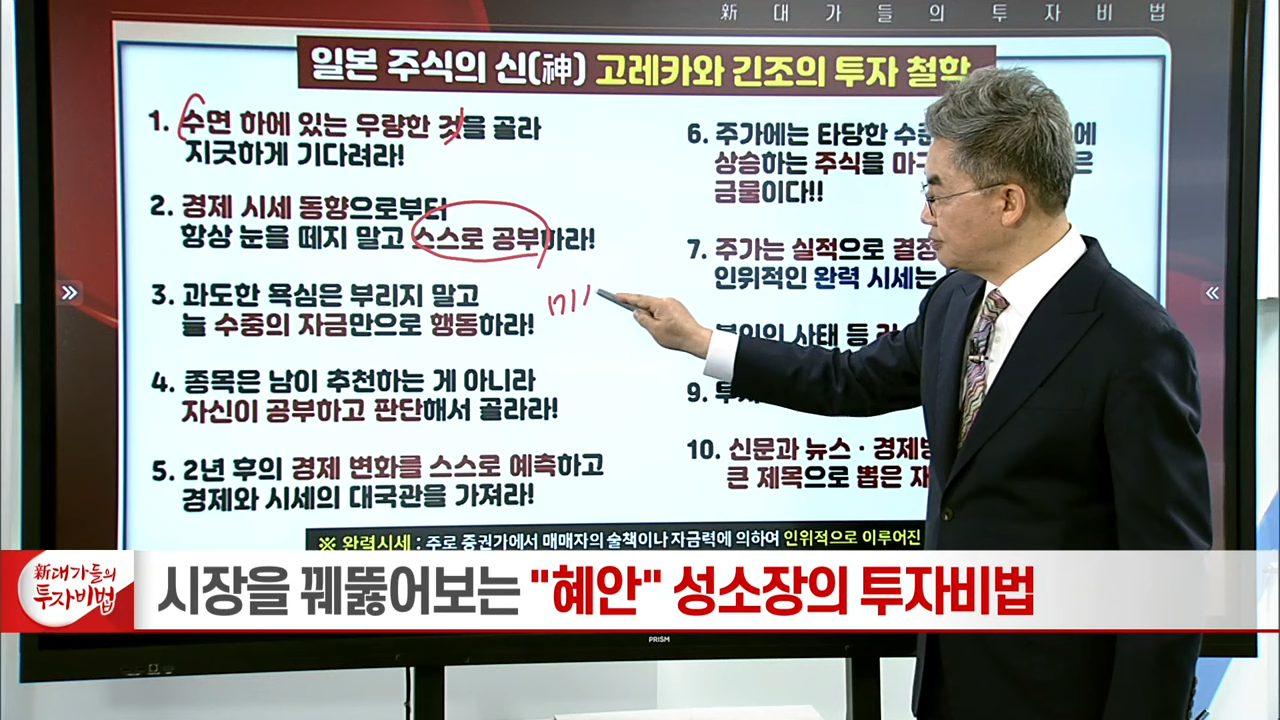 新 대 가 들 의 투 자 비 법
일본 주식의 신(神) 고레카와 긴조의 투자 철학
1. 수면 하에 있는 우량한 것을 골라
지긋하게 기다려라!
2. 경제 시세 동향으로부터
항상 눈을 떼지 말고 스스로 공부하라!
3. 과도한 욕심은 부리지 말고
늘 수중의 자금만으로 행동하라!
4. 종목은 남이 추천하는 게 아니라
자신이 공부하고 판단해서 골라라!
5. 2년 후의 경제 변화를 스스로 예측하고
경제와 시세의 대국관을 가져라!
6. 주가에는 타당한 수준 에
상승하는 주식을 마구 은
금물이다!!
7. 주가는 실적으로 결정
인위적인 완력 시세는
사태 등
9. 투자
10. 신문과 뉴스·경제방
큰 제목으로 뽑은 재
※ 완력시세 : 주로 증권가에서 매매자의 술책이나 자금력에 의하여 인위적으로 이루어진
新대가들의
투자비법
시장을 꿰뚫어보는 "혜안" 성소장의 투자비법
PRISM